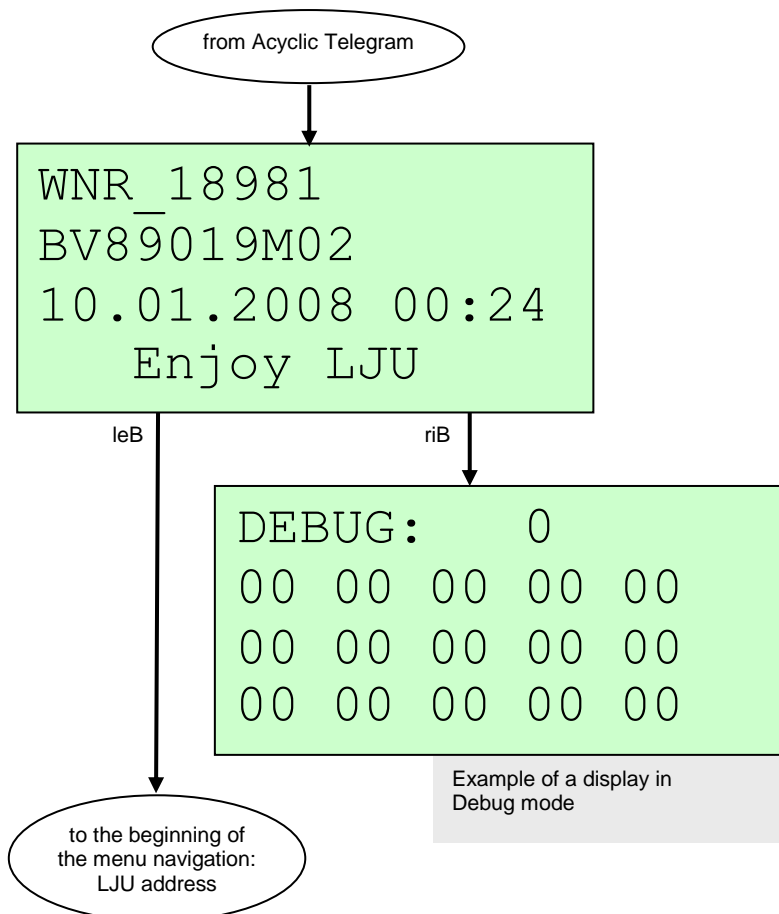 from Acyclic Telegram
WNR_18981
BV89019M02
10.01.2008 00:24
Enjoy LJU
leB
riB
DEBUG: 0
00 00 00 00 00
00 00 00 00 00
00 00 00 00 00
Example of a display in
Debug mode
to the beginning of
the menu navigation:
LJU address